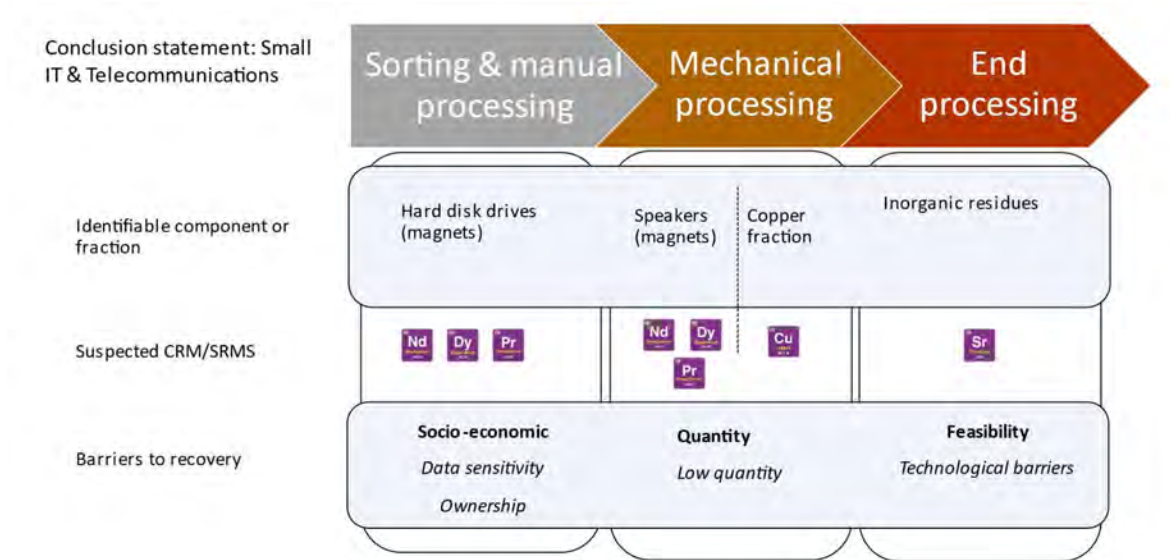 Conclusion statement: Small
IT & Telecommunications
Sorting & manual
processing
Mechanical
processing
End
processing
Identifiable component or
fraction
Hard disk drives
(magnets)
Speakers
(magnets)
Copper
fraction
Inorganic residues
Suspected CRM/SRMS
Nd
Dy
Pr
Nd
Dy
Pr
Cu
Sr
Barriers to recovery
Socio-economic
Data sensitivity
Ownership
Quantity
Low quantity
Feasibility
Technological barriers